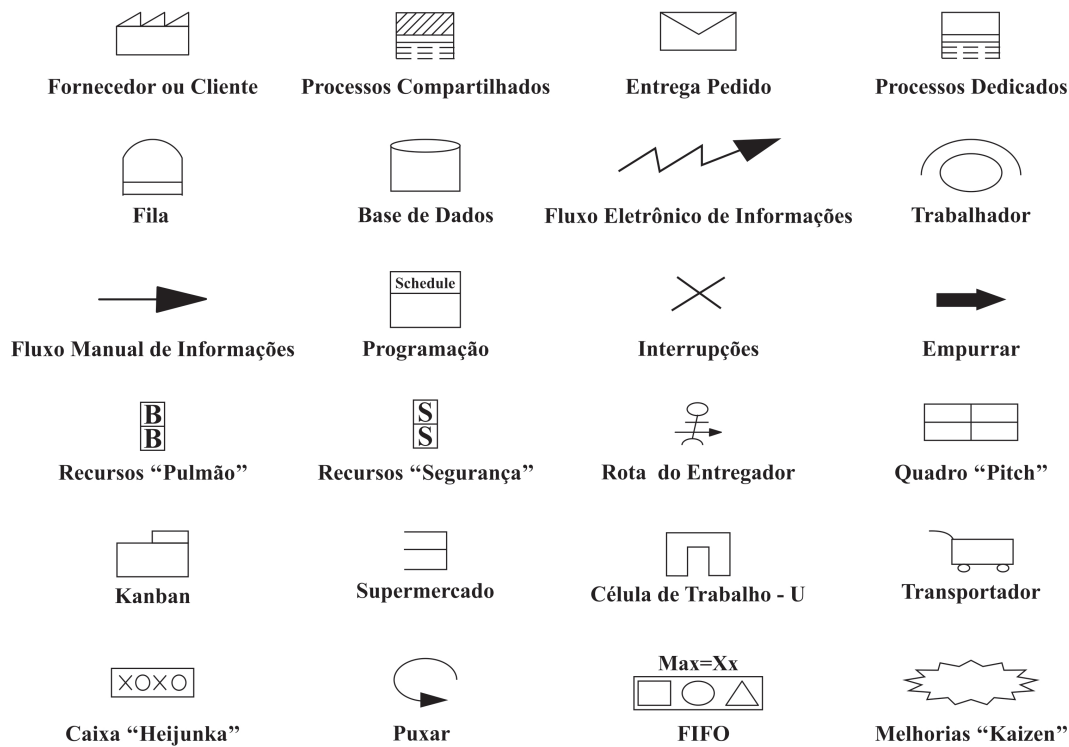 Fornecedor ou Cliente
Processos Compartilhados
Entrega Pedido
Processos Dedicados
Fila
Base de Dados
Fluxo Eletrônico de Informações
Trabalhador
Fluxo Manual de Informações
Schedule
Programação
Interrupções
Empurrar
B
B
Recursos “Pulmão”
S
S
Recursos “Segurança”
Rota do Entregador
Quadro “Pitch”
Kanban
Supermercado
Célula de Trabalho - U
Transportador
XOXO
Caixa “Heijunka”
Puxar
Max=Xx
FIFO
Melhorias “Kaizen”